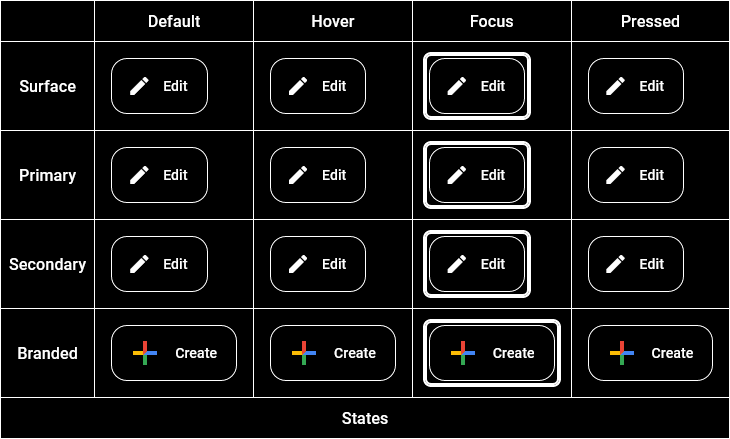 Default Hover Focus Pressed
Surface Edit Edit Edit Edit
Primary Edit Edit Edit Edit
Secondary Edit Edit Edit Edit
Branded Create Create Create Create
States